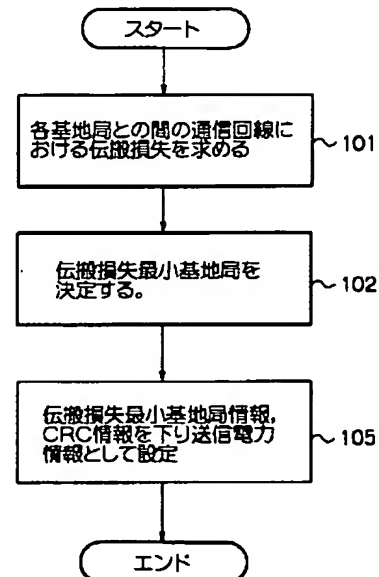 スタート
各基地局との間の通信回線に
おける伝搬損失を求める
101
伝搬損失最小基地局を
決定する。
102
伝搬損失最小基地局情報,
CRC情報を下り送信電力
情報として設定
105
エンド